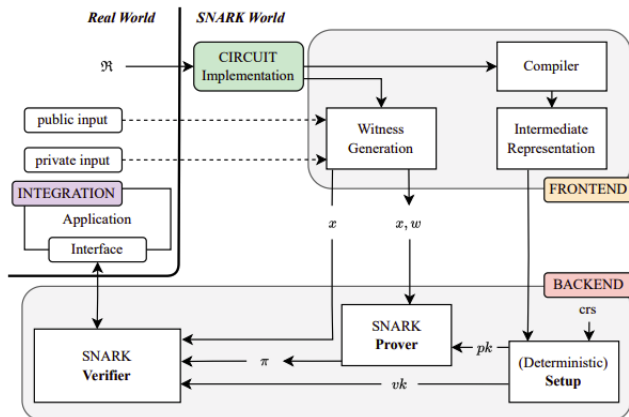 Real World
SNARK World
ℜ
CIRCUIT
Implementation
Compiler
public input
private input
Witness
Generation
Intermediate
Representation
INTEGRATION
FRONTEND
Application
Interface
x
x, w
BACKEND
crs
SNARK
Prover
SNARK
Verifier
pk
π
vk
(Deterministic)
Setup